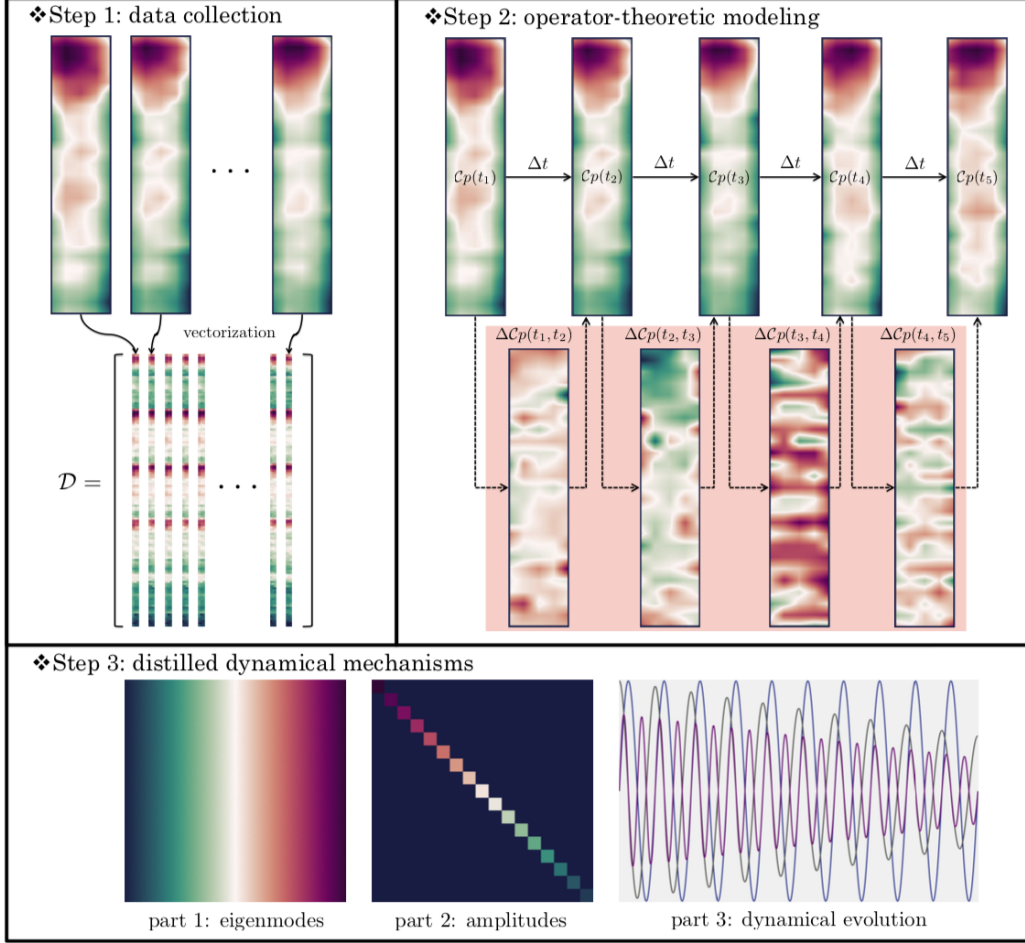 ❖Step 1: data collection
vectorization
𝒟 =
· · ·
· · ·
❖Step 2: operator-theoretic modeling
𝒞p(t₁)
Δt
𝒞p(t₂)
Δt
𝒞p(t₃)
Δt
𝒞p(t₄)
Δt
𝒞p(t₅)
Δ𝒞p(t₁, t₂)
Δ𝒞p(t₂, t₃)
Δ𝒞p(t₃, t₄)
Δ𝒞p(t₄, t₅)
❖Step 3: distilled dynamical mechanisms
part 1: eigenmodes
part 2: amplitudes
part 3: dynamical evolution